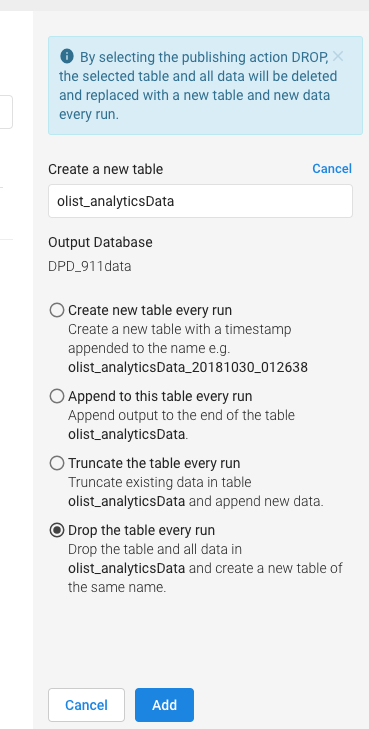 By selecting the publishing action DROP,
the selected table and all data will be deleted
and replaced with a new table and new data
every run.
Create a new table
Cancel
olist_analyticsData
Output Database
DPD_911data
Create new table every run
Create a new table with a timestamp
appended to the name e.g.
olist_analyticsData_20181030_012638
Append to this table every run
Append output to the end of the table
olist_analyticsData.
Truncate the table every run
Truncate existing data in table
olist_analyticsData and append new data.
Drop the table every run
Drop the table and all data in
olist_analyticsData and create a new table of
the same name.
Cancel
Add